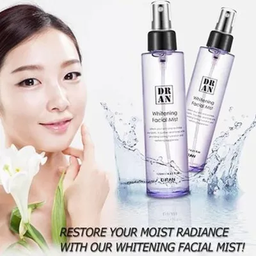 DR
AN
Whitening
Facial Mist
DR
AN
Whitening
Facial Mist
RESTORE YOUR MOIST RADIANCE
WITH OUR WHITENING FACIAL MIST!